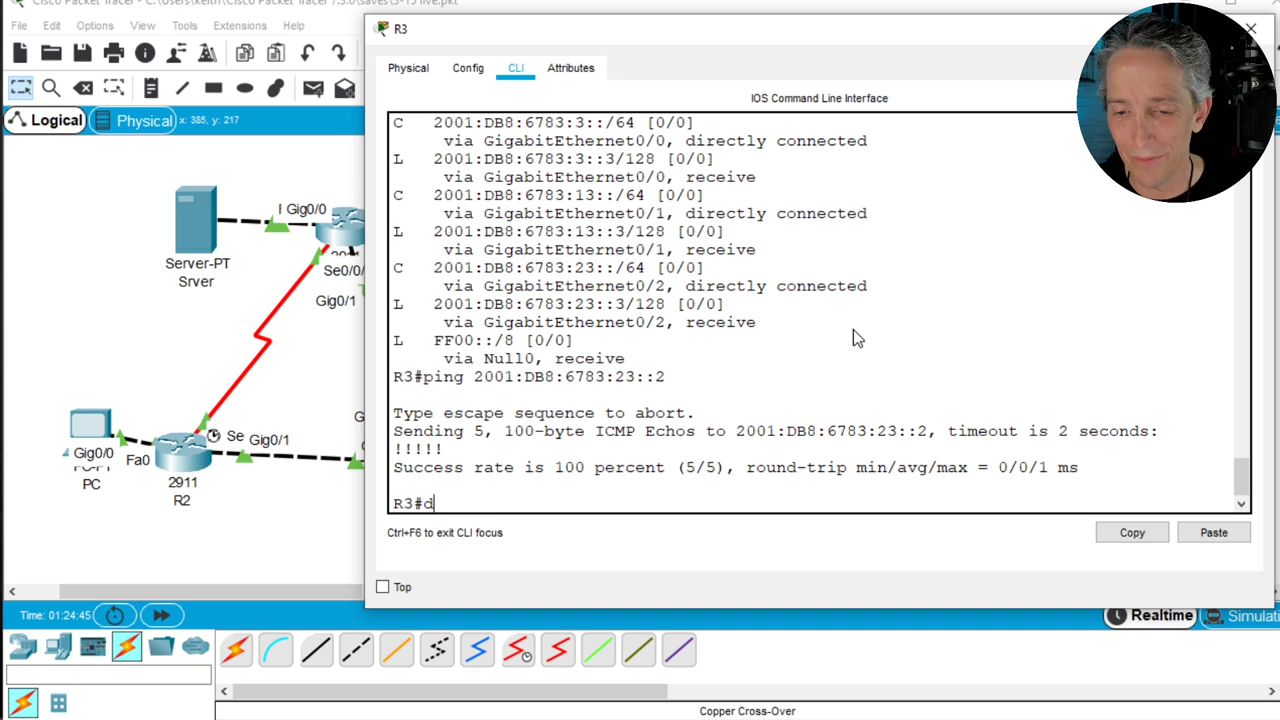 Cisco Packet Tracer - C:\Users\keith\Cisco Packet Tracer 7.3.0\saves\3-15 live.pkt
File Edit Options View Tools Extensions Help
Logical Physical x: 385, y: 217
R3
Physical Config CLI Attributes
IOS Command Line Interface
C 2001:DB8:6783:3::/64 [0/0]
via GigabitEthernet0/0, directly connected
L 2001:DB8:6783:3::3/128 [0/0]
via GigabitEthernet0/0, receive
C 2001:DB8:6783:13::/64 [0/0]
via GigabitEthernet0/1, directly connected
L 2001:DB8:6783:13::3/128 [0/0]
via GigabitEthernet0/1, receive
C 2001:DB8:6783:23::/64 [0/0]
via GigabitEthernet0/2, directly connected
L 2001:DB8:6783:23::3/128 [0/0]
via GigabitEthernet0/2, receive
L FF00::/8 [0/0]
via Null0, receive
R3#ping 2001:DB8:6783:23::2
Type escape sequence to abort.
Sending 5, 100-byte ICMP Echos to 2001:DB8:6783:23::2, timeout is 2 seconds:
!!!!!
Success rate is 100 percent (5/5), round-trip min/avg/max = 0/0/1 ms
R3#d
Ctrl+F6 to exit CLI focus
Copy Paste
Top
Gig0/0
Server-PT
Srver
Se0/0/
Gig0/1
Gig0/0
Fa0
PC
Se Gig0/1
2911
R2
Time: 01:24:45
Realtime Simulati
Copper Cross-Over